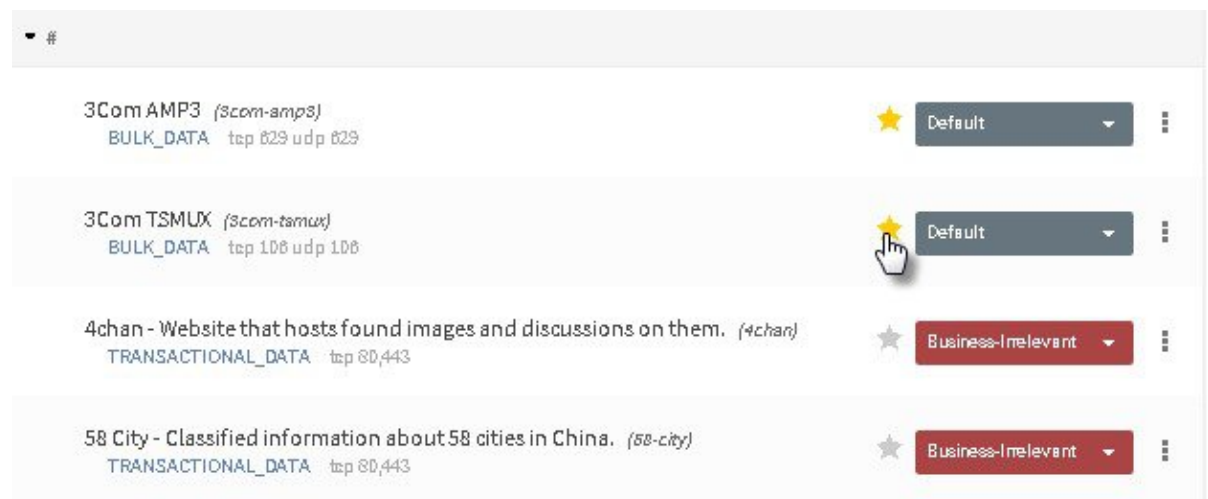 #
3Com AMP3 (3com-amp3)
Default
BULK_DATA tcp 629 udp 629
3Com TSMUX (3com-tsmux)
Default
BULK_DATA tcp 106 udp 106
4chan - Website that hosts found images and discussions on them. (4chan)
Business-Irrelevant
TRANSACTIONAL_DATA tcp 80,443
58 City - Classified information about 58 cities in China. (58-city)
Business-Irrelevant
TRANSACTIONAL_DATA tcp 80,443